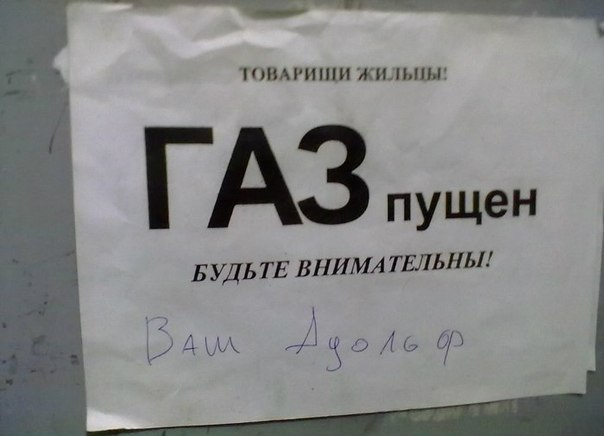 ТОВАРИЩИ ЖИЛЬЦЫ!
ГАЗ пущен
БУДЬТЕ ВНИМАТЕЛЬНЫ!
Ваш Адольф